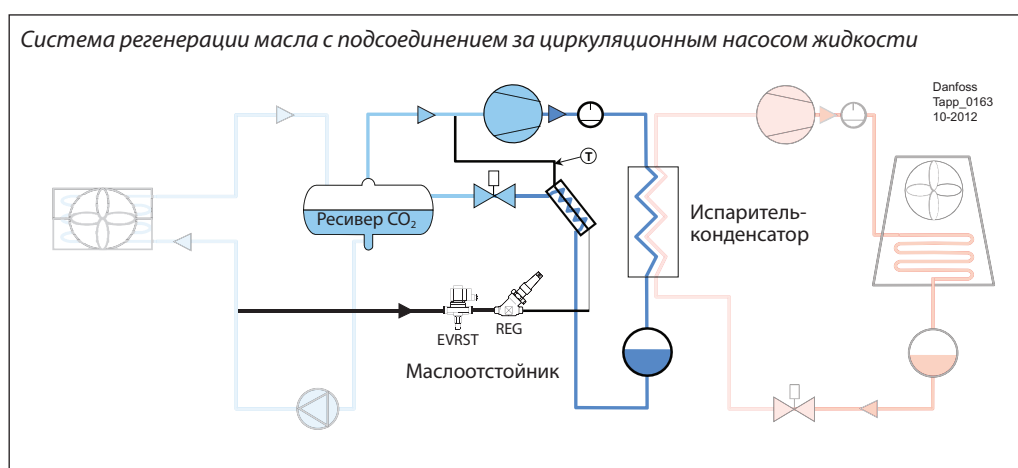 Система регенерации масла с подсоединением за циркуляционным насосом жидкости
Danfoss
Tapp_0163
10-2012
T
Ресивер CO₂
Испаритель-
конденсатор
EVRST
REG
Маслоотстойник